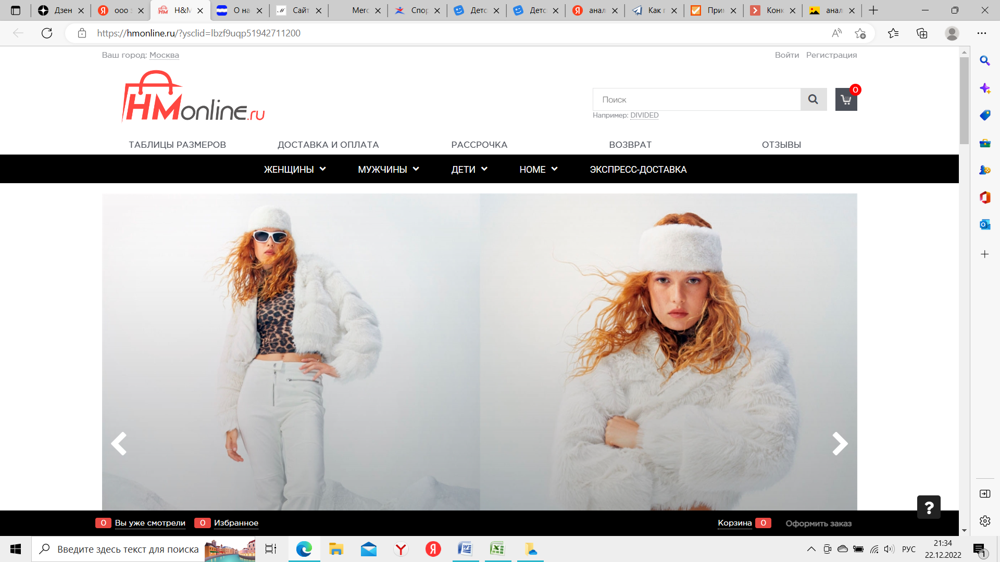 Дзен
ооо
H&M
О на
Сайт
Merc
Спор
Детс
Детс
анал
Как п
При
Конк
анал
https://hmonline.ru/?ysclid=lbzf9uqp51942711200
Ваш город: Москва
Войти Регистрация
HMonline.ru
Поиск
0
Например: DIVIDED
ТАБЛИЦЫ РАЗМЕРОВ ДОСТАВКА И ОПЛАТА РАССРОЧКА ВОЗВРАТ ОТЗЫВЫ
ЖЕНЩИНЫ МУЖЧИНЫ ДЕТИ HOME ЭКСПРЕСС-ДОСТАВКА
?
0 Вы уже смотрели 0 Избранное Корзина 0 Оформить заказ
Введите здесь текст для поиска
РУС
21:34
22.12.2022
1